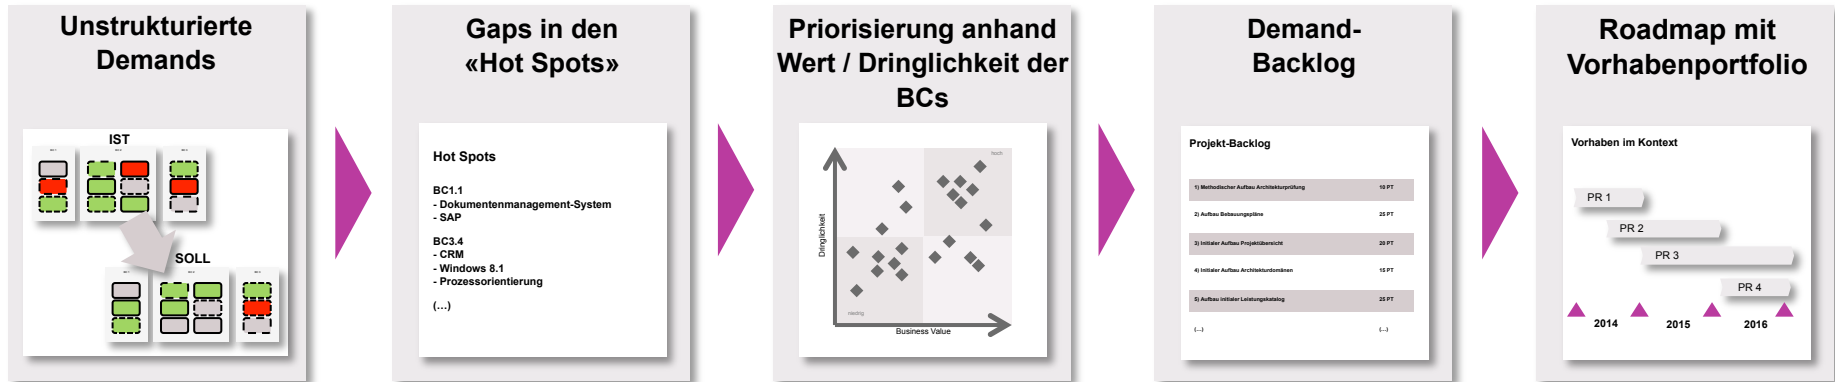 Unstrukturierte
Demands
IST
SOLL
Gaps in den
«Hot Spots»
Hot Spots
BC1.1
- Dokumentenmanagement-System
- SAP
BC3.4
- CRM
- Windows 8.1
- Prozessorientierung
(...)
Priorisierung anhand
Wert / Dringlichkeit der
BCs
hoch
Dringlichkeit
niedrig
Business Value
Demand-
Backlog
Projekt-Backlog
1) Methodischer Aufbau Architekturprüfung 10 PT
2) Aufbau Bebauungspläne 25 PT
3) Initialer Aufbau Projektübersicht 20 PT
4) Initialer Aufbau Architekturdomänen 15 PT
5) Aufbau initialer Leistungskatalog 25 PT
(...) (...)
Roadmap mit
Vorhabenportfolio
Vorhaben im Kontext
PR 1
PR 2
PR 3
PR 4
2014 2015 2016